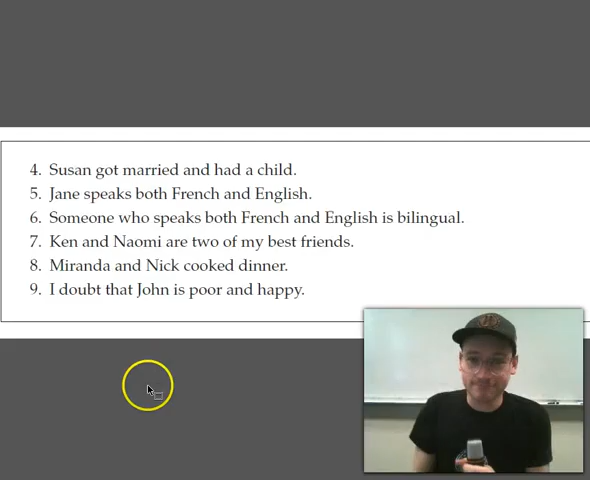 4. Susan got married and had a child.
5. Jane speaks both French and English.
6. Someone who speaks both French and English is bilingual.
7. Ken and Naomi are two of my best friends.
8. Miranda and Nick cooked dinner.
9. I doubt that John is poor and happy.